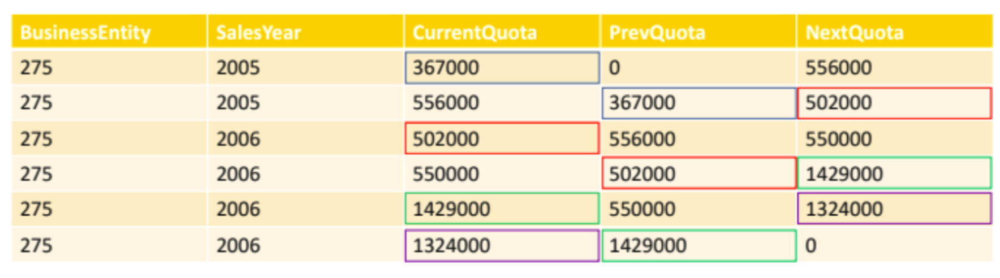 BusinessEntity SalesYear CurrentQuota PrevQuota NextQuota
275 2005 367000 0 556000
275 2005 556000 367000 502000
275 2006 502000 556000 550000
275 2006 550000 502000 1429000
275 2006 1429000 550000 1324000
275 2006 1324000 1429000 0